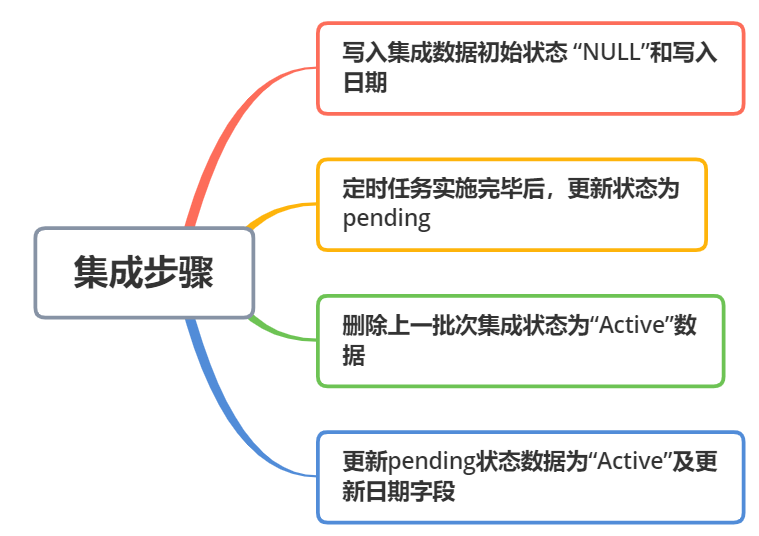 集成步骤
写入集成数据初始状态 “NULL”和写入
日期
定时任务实施完毕后，更新状态为
pending
删除上一批次集成状态为“Active”数
据
更新pending状态数据为“Active”及更
新日期字段